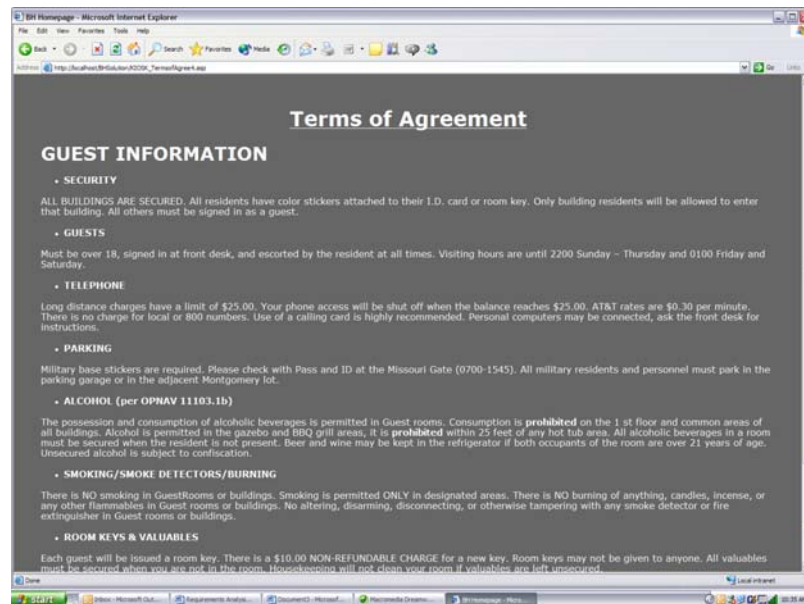 BH Homepage - Microsoft Internet Explorer
File Edit View Favorites Tools Help
Back Search Favorites Media
Address http://localhost/BHSolution/KIOSK_TermsofAgree4.asp Go Links
Terms of Agreement
GUEST INFORMATION
• SECURITY
ALL BUILDINGS ARE SECURED. All residents have color stickers attached to their I.D. card or room key. Only building residents will be allowed to enter
that building. All others must be signed in as a guest.
• GUESTS
Must be over 18, signed in at front desk, and escorted by the resident at all times. Visiting hours are until 2200 Sunday – Thursday and 0100 Friday and
Saturday.
• TELEPHONE
Long distance charges have a limit of $25.00. Your phone access will be shut off when the balance reaches $25.00. AT&T rates are $0.30 per minute.
There is no charge for local or 800 numbers. Use of a calling card is highly recommended. Personal computers may be connected, ask the front desk for
instructions.
• PARKING
Military base stickers are required. Please check with Pass and ID at the Missouri Gate (0700-1545). All military residents and personnel must park in the
parking garage or in the adjacent Montgomery lot.
• ALCOHOL (per OPNAV 11103.1b)
The possession and consumption of alcoholic beverages is permitted in Guest rooms. Consumption is prohibited on the 1 st floor and common areas of
all buildings. Alcohol is permitted in the gazebo and BBQ grill areas, it is prohibited within 25 feet of any hot tub area. All alcoholic beverages in a room
must be secured when the resident is not present. Beer and wine may be kept in the refrigerator if both occupants of the room are over 21 years of age.
Unsecured alcohol is subject to confiscation.
• SMOKING/SMOKE DETECTORS/BURNING
There is NO smoking in GuestRooms or buildings. Smoking is permitted ONLY in designated areas. There is NO burning of anything, candles, incense, or
any other flammables in Guest rooms or buildings. No altering, disarming, disconnecting, or otherwise tampering with any smoke detector or fire
extinguisher in Guest rooms or buildings.
• ROOM KEYS & VALUABLES
Each guest will be issued a room key. There is a $10.00 NON-REFUNDABLE CHARGE for a new key. Room keys may not be given to anyone. All valuables
must be secured when you are not in the room. Housekeeping will not clean your room if valuables are left unsecured.
Done Local intranet
start Inbox - Microsoft Out... Requirements Analys... Document3 - Microsof... Macromedia Dreamw... BH Homepage - Micro... 10:35 AM